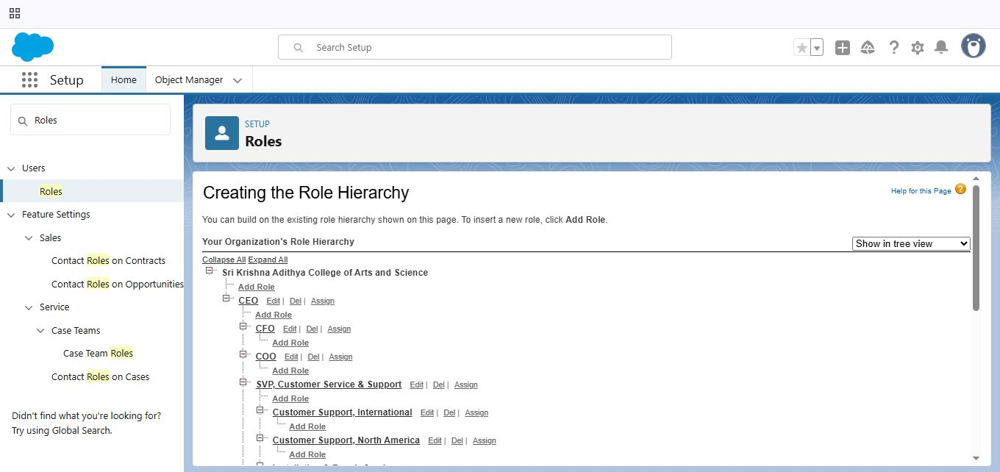 Search Setup
Setup
Home
Object Manager
Roles
Users
Roles
Feature Settings
Sales
Contact Roles on Contracts
Contact Roles on Opportunities
Service
Case Teams
Case Team Roles
Contact Roles on Cases
Didn't find what you're looking for?
Try using Global Search.
SETUP
Roles
Creating the Role Hierarchy
Help for this Page ?
You can build on the existing role hierarchy shown on this page. To insert a new role, click Add Role.
Your Organization's Role Hierarchy
Show in tree view
Collapse All Expand All
Sri Krishna Adithya College of Arts and Science
Add Role
CEO Edit | Del | Assign
Add Role
CFO Edit | Del | Assign
Add Role
COO Edit | Del | Assign
Add Role
SVP, Customer Service & Support Edit | Del | Assign
Add Role
Customer Support, International Edit | Del | Assign
Add Role
Customer Support, North America Edit | Del | Assign
Add Role